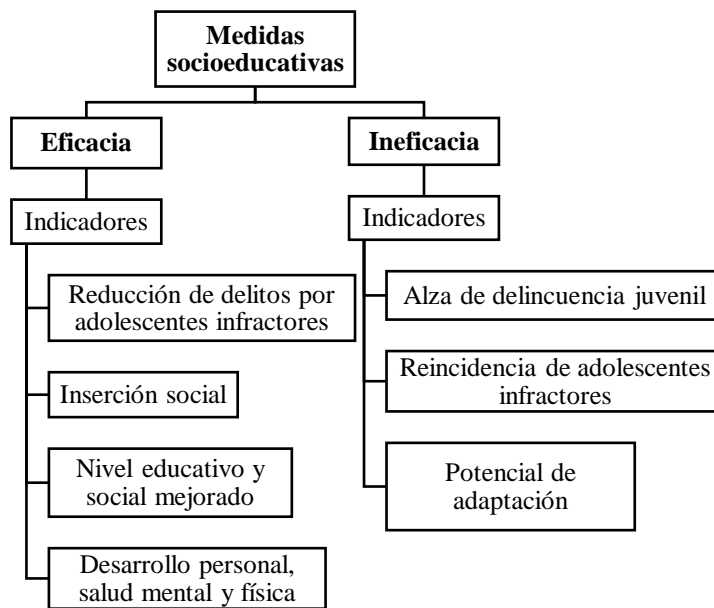 Medidas
socioeducativas
Eficacia
Ineficacia
Indicadores
Indicadores
Reducción de delitos por
adolescentes infractores
Inserción social
Nivel educativo y
social mejorado
Desarrollo personal,
salud mental y física
Alza de delincuencia juvenil
Reincidencia de adolescentes
infractores
Potencial de
adaptación